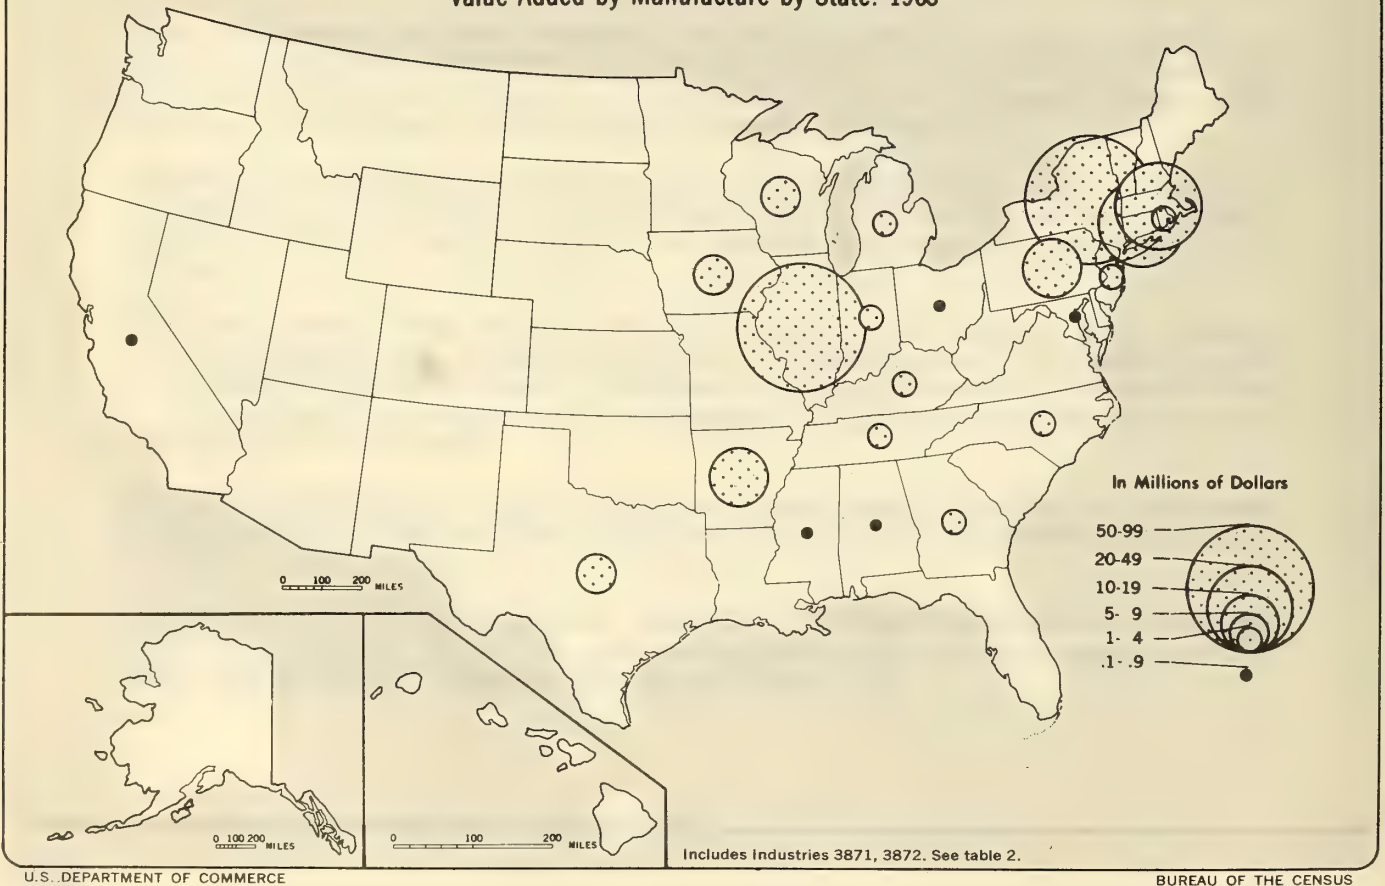 Value Added by Manufacture by State:
In Millions of Dollars
50-99
20-49
10-19
5- 9
1- 4
.1- .9
0 100 200 MILES
0 100 200 MILES
0 100 200 MILES
Includes industries 3871, 3872. See table 2.
U.S. DEPARTMENT OF COMMERCE
BUREAU OF THE CENSUS